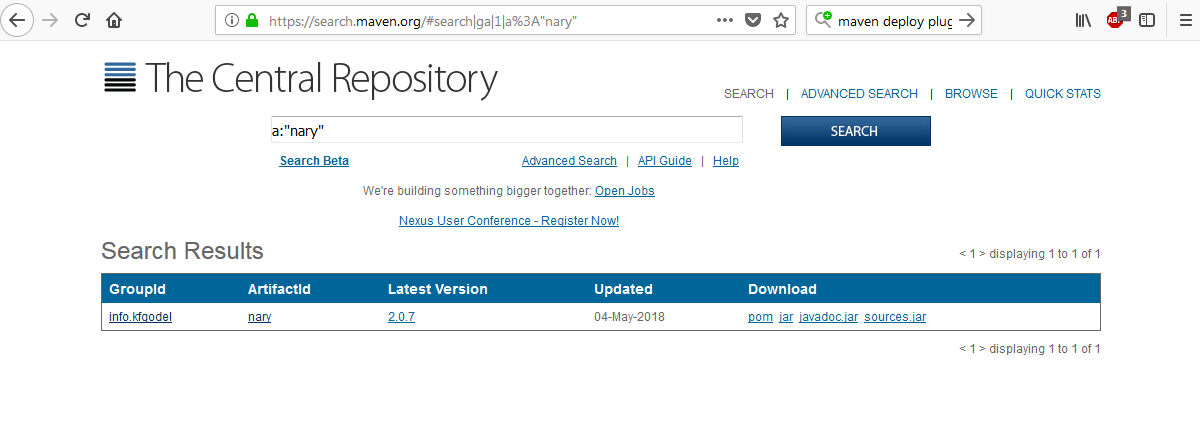 https://search.maven.org/#search|ga|1|a%3A"nary"
maven deploy plug
3
The Central Repository
SEARCH | ADVANCED SEARCH | BROWSE | QUICK STATS
a:"nary"
SEARCH
Search Beta
Advanced Search | API Guide | Help
We're building something bigger together: Open Jobs
Nexus User Conference - Register Now!
Search Results
< 1 > displaying 1 to 1 of 1
GroupId ArtifactId Latest Version Updated Download
info.kfgodel nary 2.0.7 04-May-2018 pom jar javadoc.jar sources.jar
< 1 > displaying 1 to 1 of 1